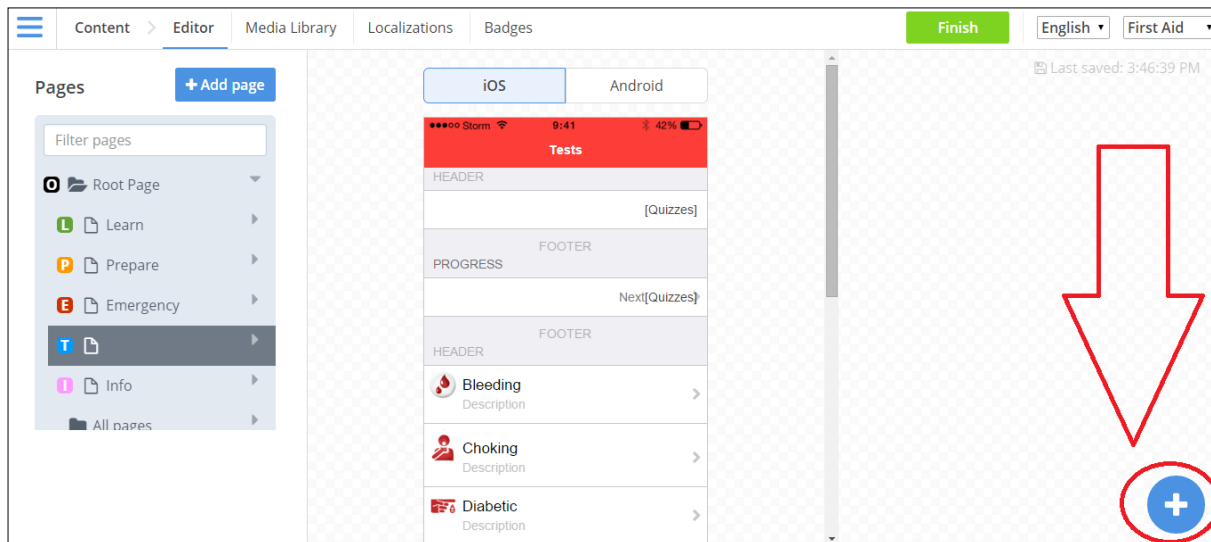 Content > Editor Media Library Localizations Badges Finish English First Aid
Last saved: 3:46:39 PM
Pages + Add page
Filter pages
O Root Page
L Learn
P Prepare
E Emergency
T
I Info
All pages
iOS Android
Storm 9:41 42%
Tests
HEADER
[Quizzes]
FOOTER
PROGRESS
Next[Quizzes]
FOOTER
HEADER
Bleeding
Description
Choking
Description
Diabetic
Description